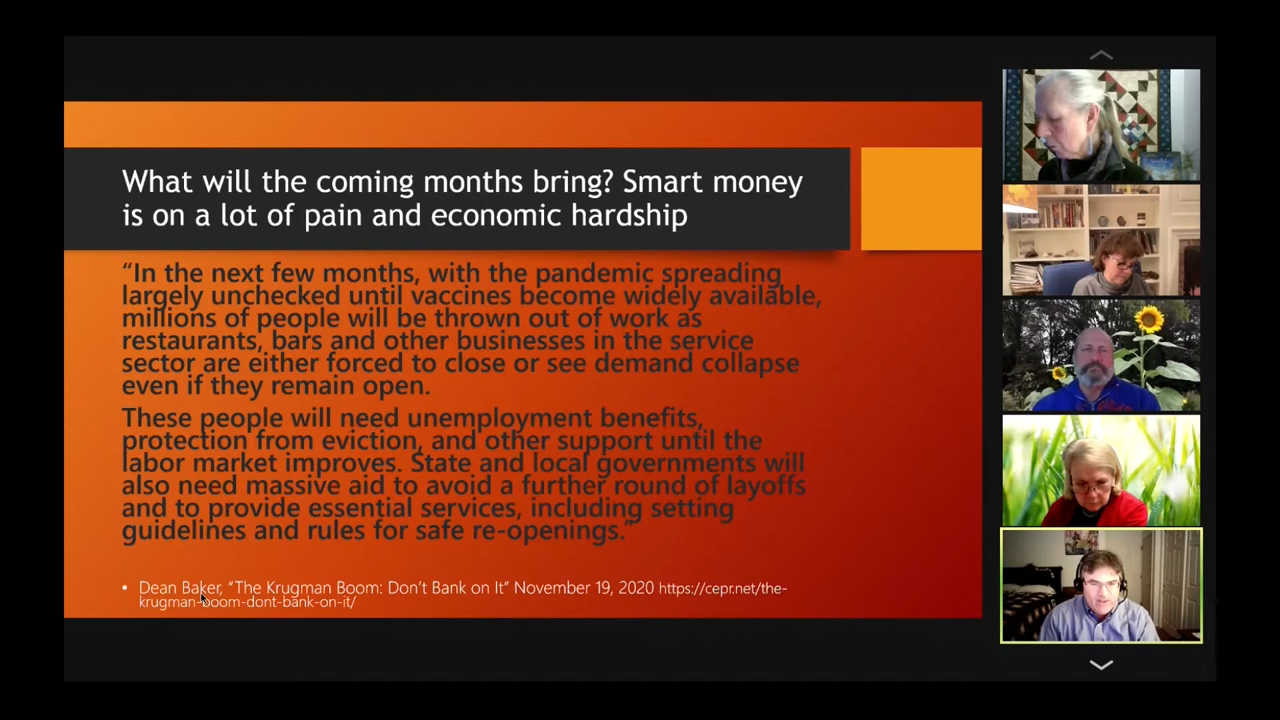 What will the coming months bring? Smart money
is on a lot of pain and economic hardship
“In the next few months, with the pandemic spreading
largely unchecked until vaccines become widely available,
millions of people will be thrown out of work as
restaurants, bars and other businesses in the service
sector are either forced to close or see demand collapse
even if they remain open.
These people will need unemployment benefits,
protection from eviction, and other support until the
labor market improves. State and local governments will
also need massive aid to avoid a further round of layoffs
and to provide essential services, including setting
guidelines and rules for safe re-openings.”
• Dean Baker, “The Krugman Boom: Don’t Bank on It” November 19, 2020 https://cepr.net/the-
krugman-boom-dont-bank-on-it/